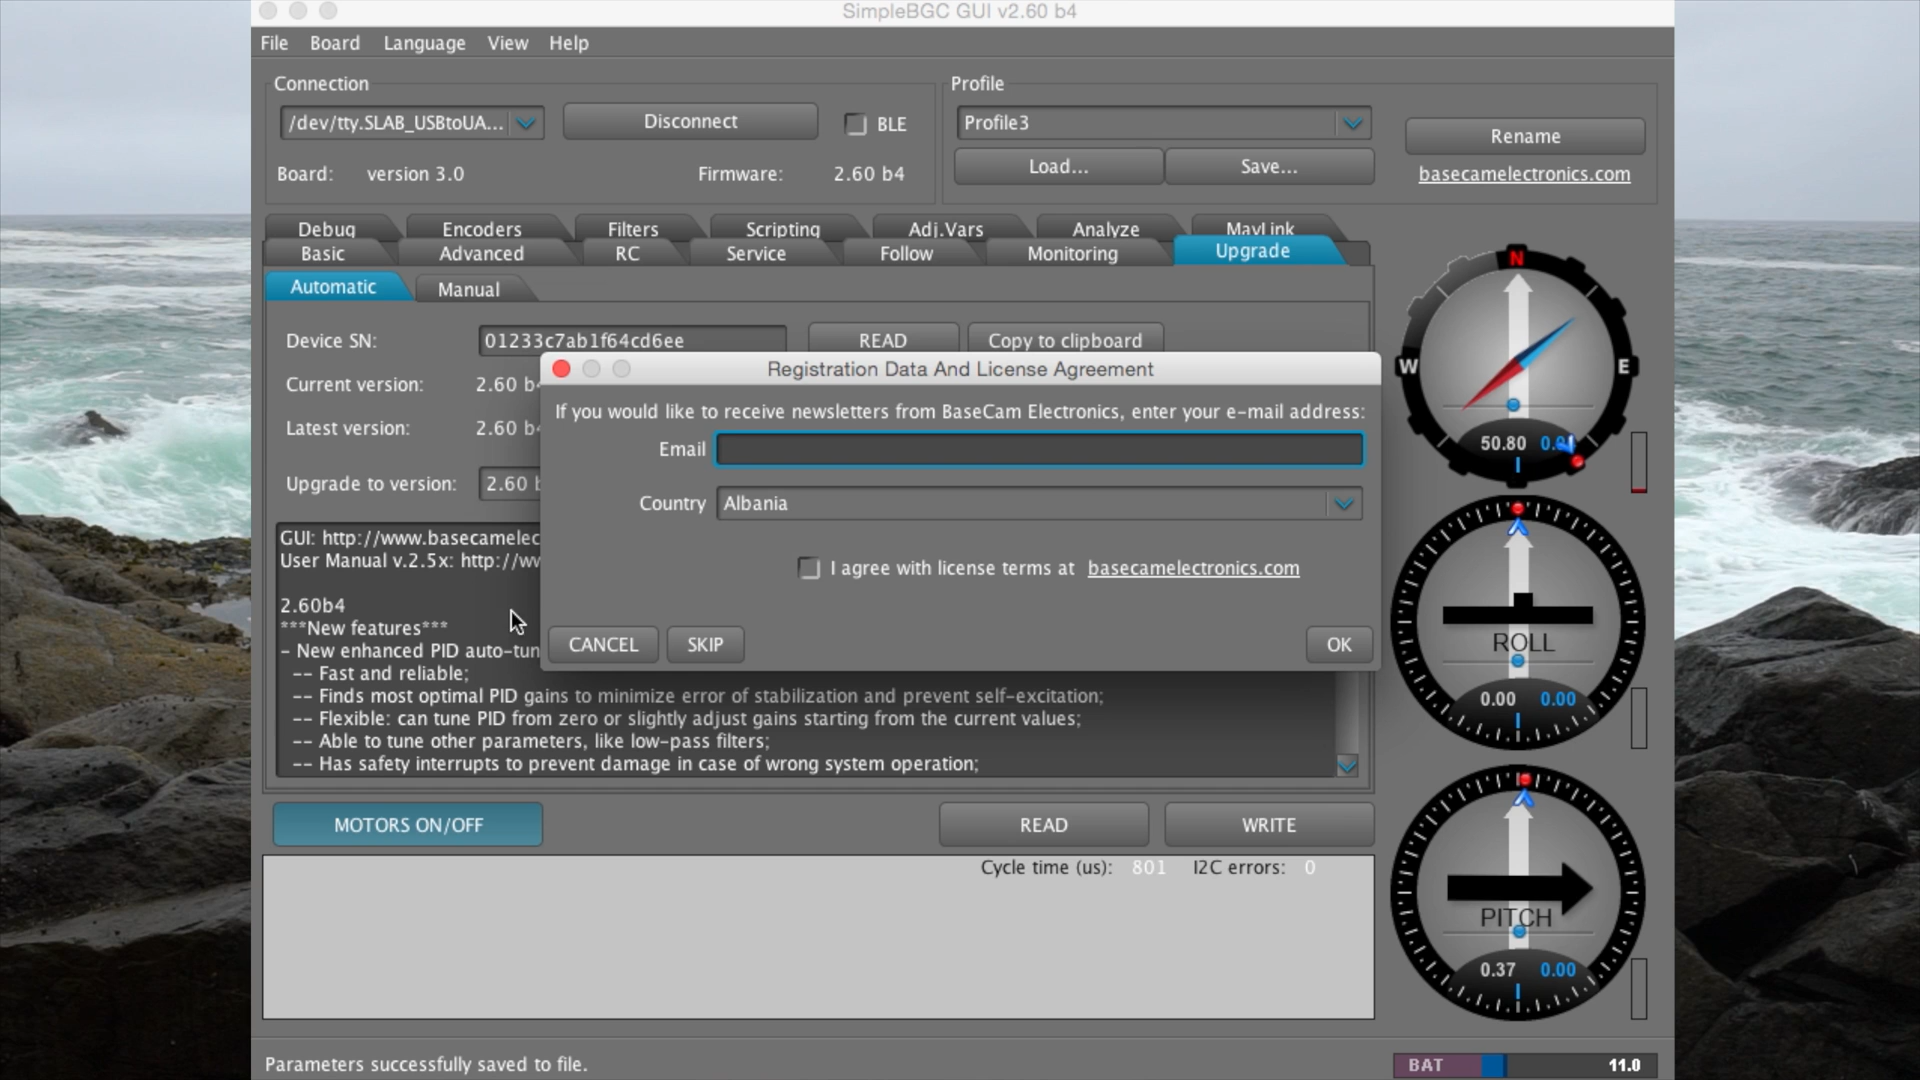 SimpleBGC GUI v2.60 b4
File Board Language View Help
Connection
/dev/tty.SLAB_USBtoUA...
Disconnect
BLE
Board: version 3.0 Firmware: 2.60 b4
Profile
Profile3
Load...
Save...
Rename
basecamelectronics.com
Debug Encoders Filters Scripting Adj.Vars Analyze MavLink
Basic Advanced RC Service Follow Monitoring Upgrade
Automatic Manual
Device SN: 01233c7ab1f64cd6ee READ Copy to clipboard
Current version: 2.60 b4
Latest version: 2.60 b4
Upgrade to version: 2.60
GUI: http://www.basecamelec
User Manual v.2.5x: http://ww
2.60b4
***New features***
- New enhanced PID auto-tun
-- Fast and reliable;
-- Finds most optimal PID gains to minimize error of stabilization and prevent self-excitation;
-- Flexible: can tune PID from zero or slightly adjust gains starting from the current values;
-- Able to tune other parameters, like low-pass filters;
-- Has safety interrupts to prevent damage in case of wrong system operation;
Registration Data And License Agreement
If you would like to receive newsletters from BaseCam Electronics, enter your e-mail address:
Email
Country Albania
I agree with license terms at basecamelectronics.com
CANCEL SKIP OK
MOTORS ON/OFF READ WRITE
Cycle time (us): 801 I2C errors: 0
N
W E
50.80
ROLL
0.00 0.00
PITCH
0.37 0.00
Parameters successfully saved to file.
BAT 11.0